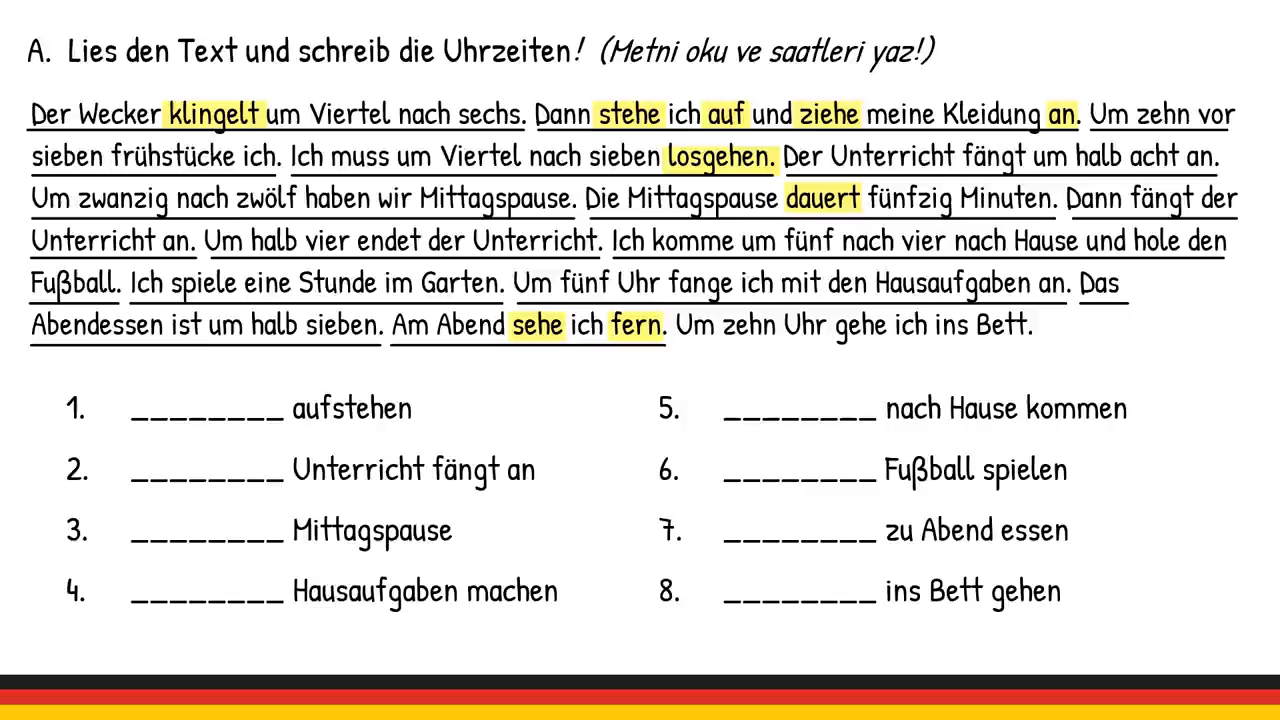 A. Lies den Text und schreib die Uhrzeiten! (Metni oku ve saatleri yaz!)
Der Wecker klingelt um Viertel nach sechs. Dann stehe ich auf und ziehe meine Kleidung an. Um zehn vor
sieben frühstücke ich. Ich muss um Viertel nach sieben losgehen. Der Unterricht fängt um halb acht an.
Um zwanzig nach zwölf haben wir Mittagspause. Die Mittagspause dauert fünfzig Minuten. Dann fängt der
Unterricht an. Um halb vier endet der Unterricht. Ich komme um fünf nach vier nach Hause und hole den
Fußball. Ich spiele eine Stunde im Garten. Um fünf Uhr fange ich mit den Hausaufgaben an. Das
Abendessen ist um halb sieben. Am Abend sehe ich fern. Um zehn Uhr gehe ich ins Bett.
1. ________ aufstehen
2. ________ Unterricht fängt an
3. ________ Mittagspause
4. ________ Hausaufgaben machen
5. ________ nach Hause kommen
6. ________ Fußball spielen
7. ________ zu Abend essen
8. ________ ins Bett gehen